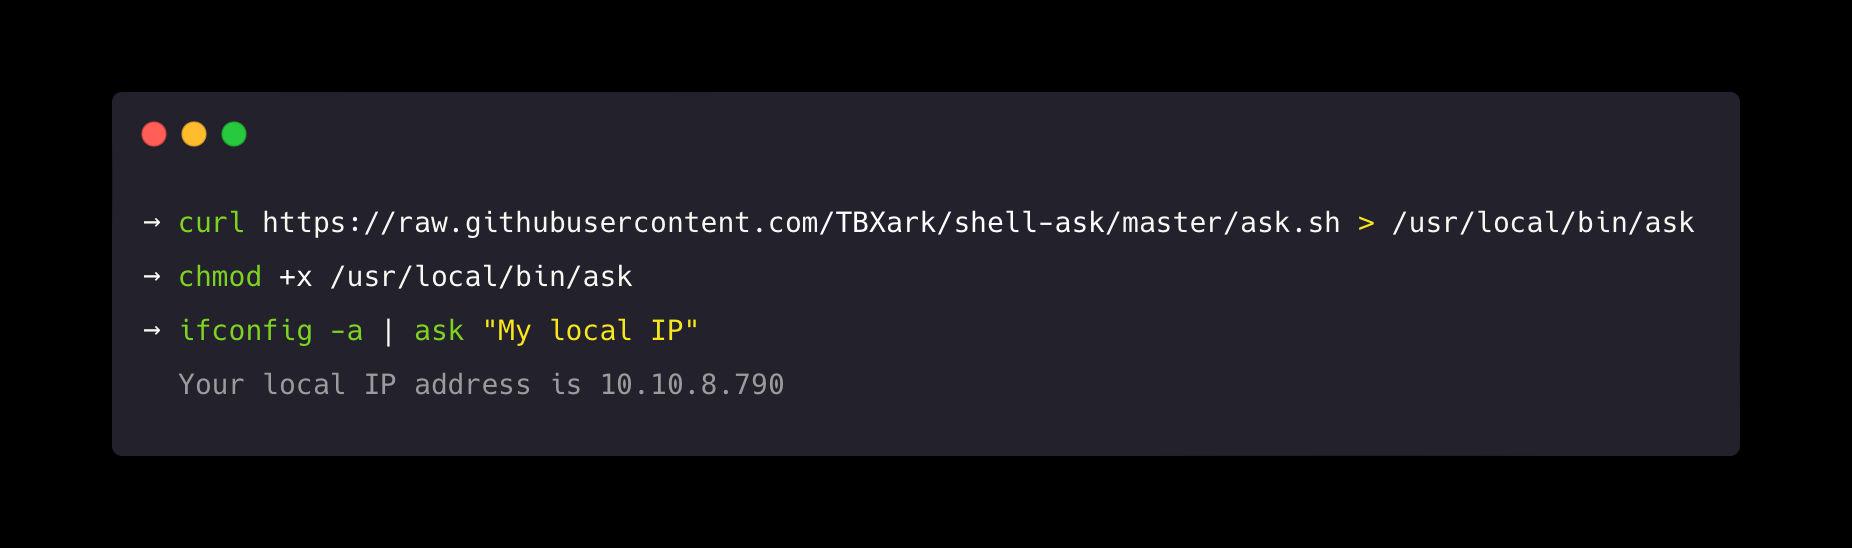 → curl https://raw.githubusercontent.com/TBXark/shell-ask/master/ask.sh > /usr/local/bin/ask
→ chmod +x /usr/local/bin/ask
→ ifconfig -a | ask "My local IP"
Your local IP address is 10.10.8.790